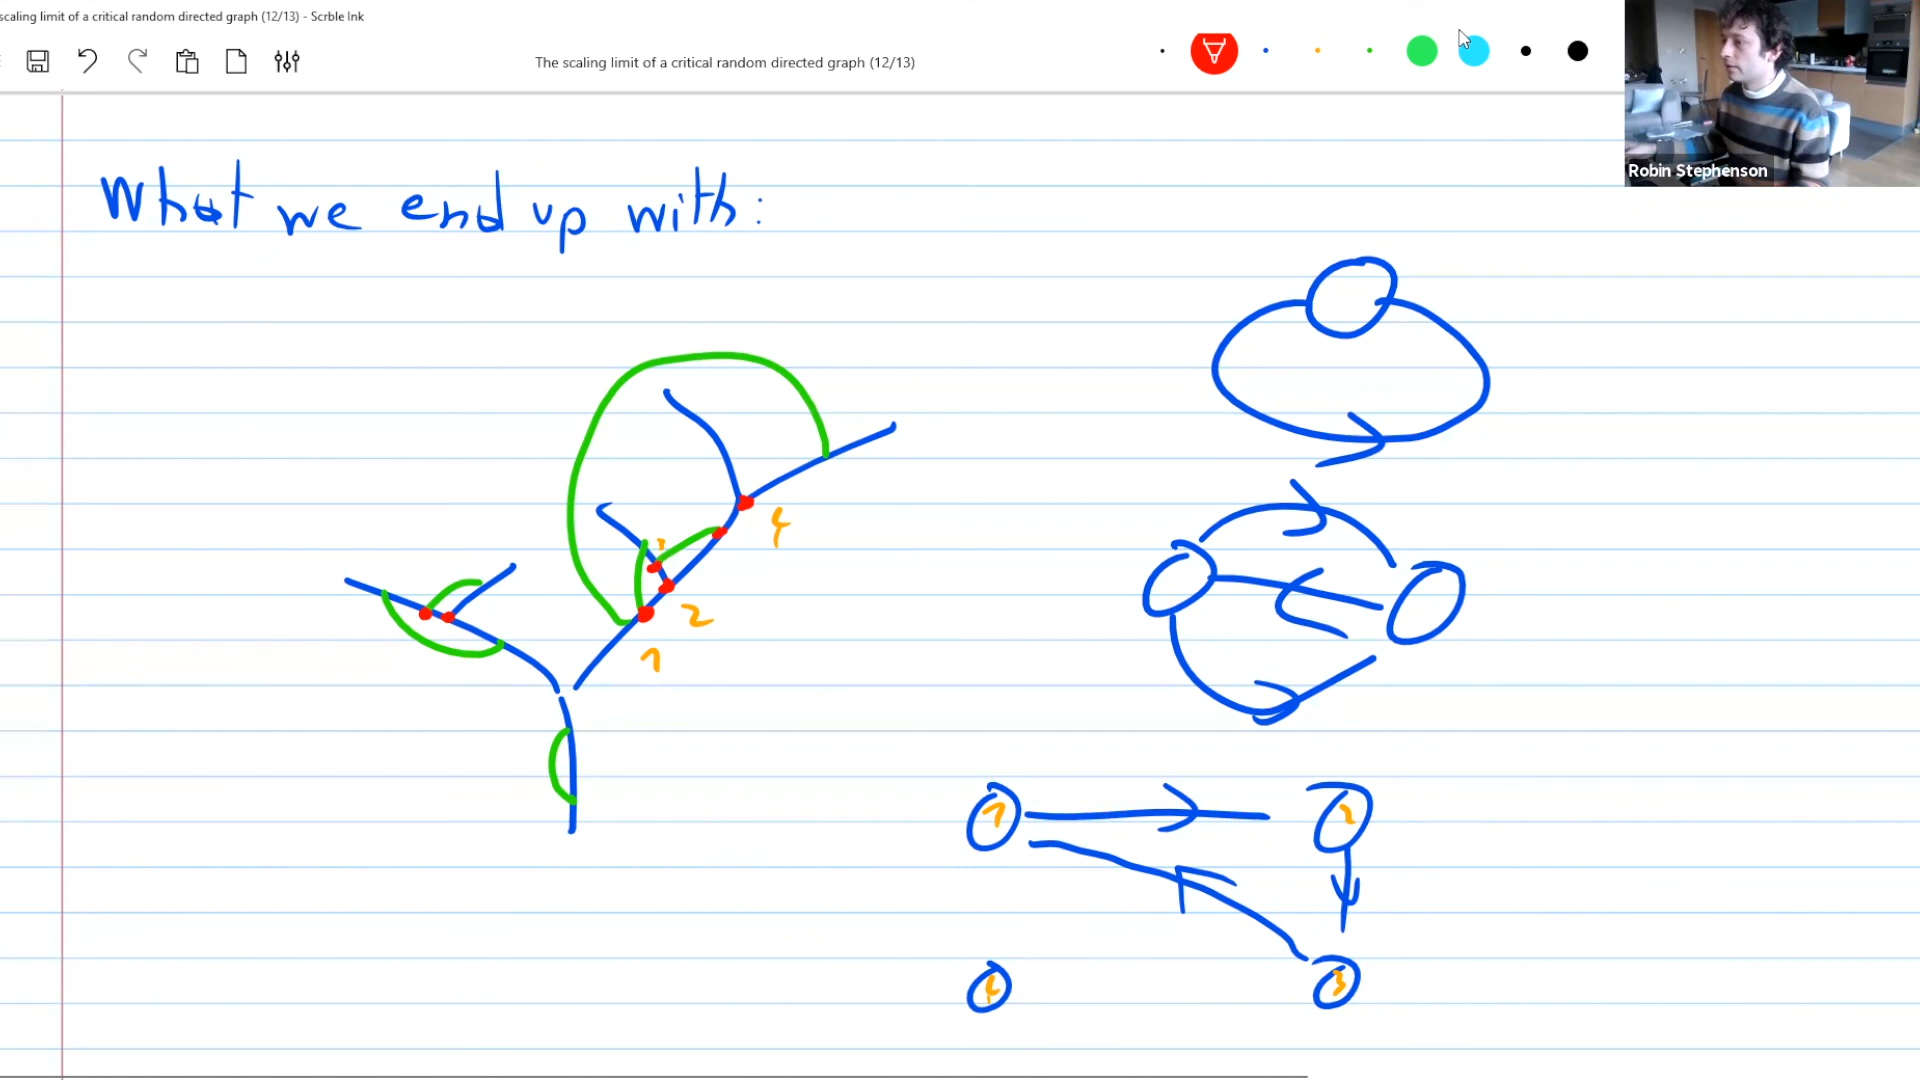 scaling limit of a critical random directed graph (12/13) - Scrble Ink
The scaling limit of a critical random directed graph (12/13)
Robin Stephenson
What we end up with:
4
2
1
1
2
3